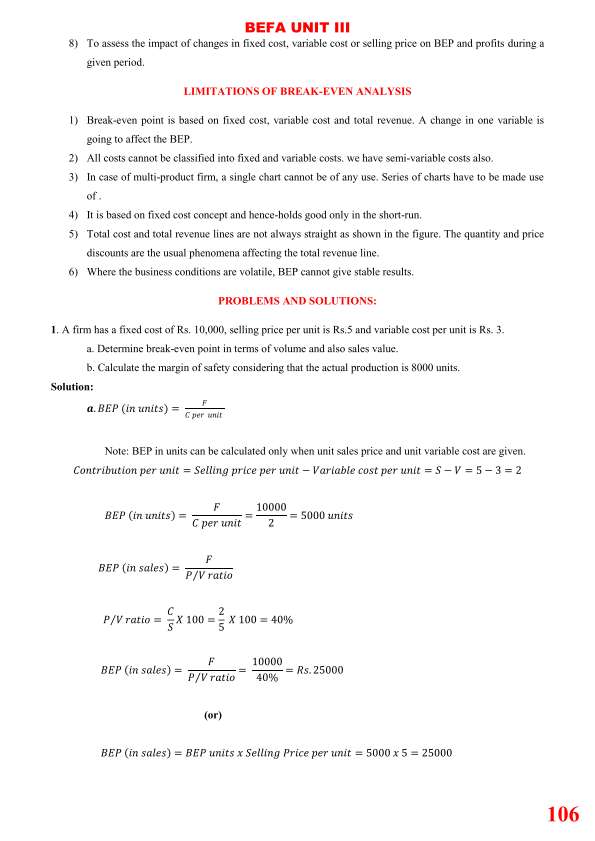 BEFA UNIT III
8) To assess the impact of changes in fixed cost, variable cost or selling price on BEP and profits during a
given period.
LIMITATIONS OF BREAK-EVEN ANALYSIS
1) Break-even point is based on fixed cost, variable cost and total revenue. A change in one variable is
going to affect the BEP.
2) All costs cannot be classified into fixed and variable costs. we have semi-variable costs also.
3) In case of multi-product firm, a single chart cannot be of any use. Series of charts have to be made use
of .
4) It is based on fixed cost concept and hence-holds good only in the short-run.
5) Total cost and total revenue lines are not always straight as shown in the figure. The quantity and price
discounts are the usual phenomena affecting the total revenue line.
6) Where the business conditions are volatile, BEP cannot give stable results.
PROBLEMS AND SOLUTIONS:
1. A firm has a fixed cost of Rs. 10,000, selling price per unit is Rs.5 and variable cost per unit is Rs. 3.
a. Determine break-even point in terms of volume and also sales value.
b. Calculate the margin of safety considering that the actual production is 8000 units.
Solution:
a. BEP (in units) = F / C per unit
Note: BEP in units can be calculated only when unit sales price and unit variable cost are given.
Contribution per unit = Selling price per unit − Variable cost per unit = S − V = 5 − 3 = 2
BEP (in units) = F / C per unit = 10000 / 2 = 5000 units
BEP (in sales) = F / P/V ratio
P/V ratio = C / S X 100 = 2 / 5 X 100 = 40%
BEP (in sales) = F / P/V ratio = 10000 / 40% = Rs. 25000
(or)
BEP (in sales) = BEP units x Selling Price per unit = 5000 x 5 = 25000
106